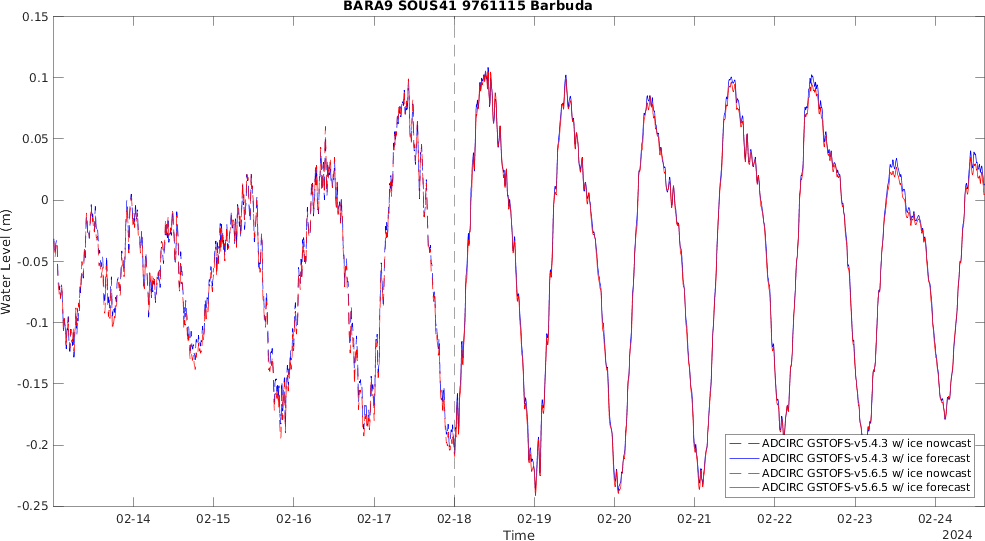 BARA9 SOUS41 9761115 Barbuda
0.15
0.1
0.05
0
-0.05
-0.1
-0.15
-0.2
-0.25
Water Level (m)
ADCIRC GSTOFS-v5.4.3 w/ ice nowcast
ADCIRC GSTOFS-v5.4.3 w/ ice forecast
ADCIRC GSTOFS-v5.6.5 w/ ice nowcast
ADCIRC GSTOFS-v5.6.5 w/ ice forecast
02-14 02-15 02-16 02-17 02-18 02-19 02-20 02-21 02-22 02-23 02-24
Time
2024